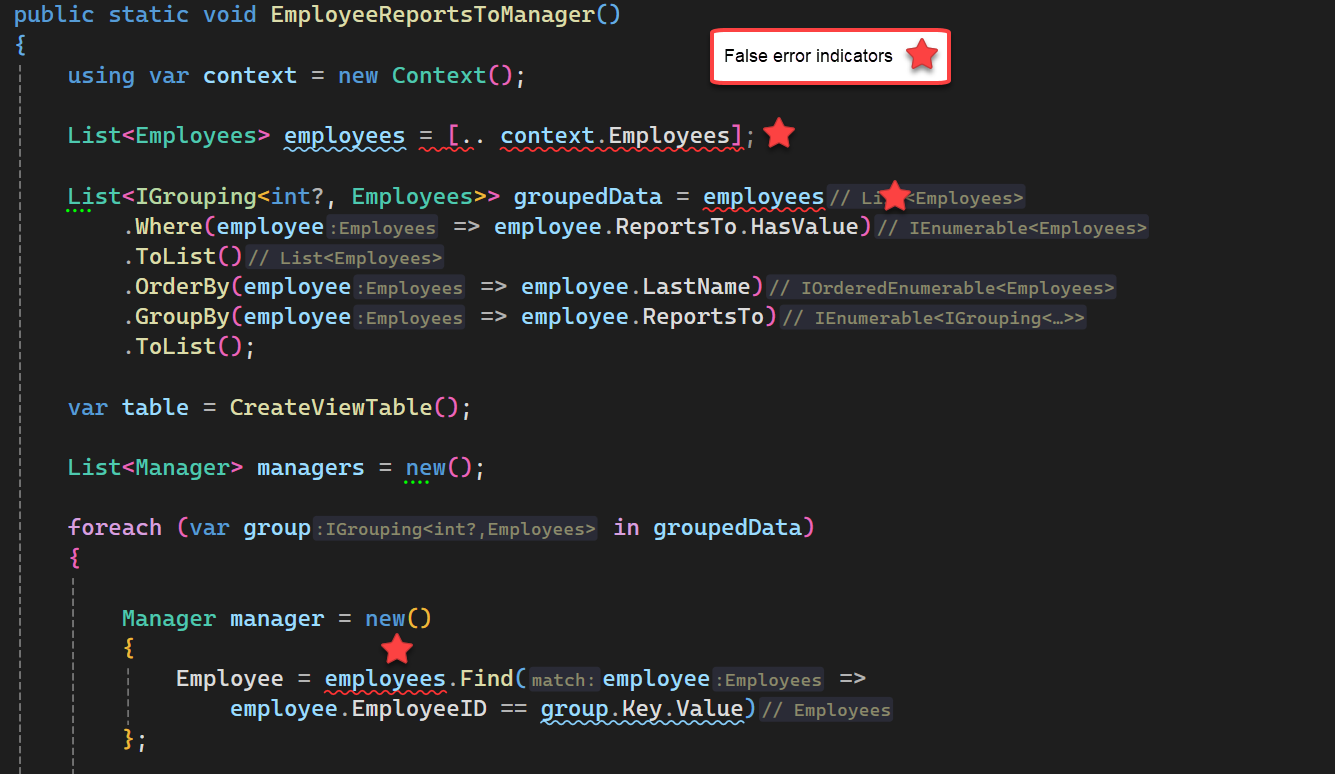 public static void EmployeeReportsToManager()
{
False error indicators
using var context = new Context();
List<Employees> employees = [.. context.Employees];
List<IGrouping<int?, Employees>> groupedData = employees // Li<Employees>
.Where(employee :Employees => employee.ReportsTo.HasValue) // IEnumerable<Employees>
.ToList() // List<Employees>
.OrderBy(employee :Employees => employee.LastName) // IOrderedEnumerable<Employees>
.GroupBy(employee :Employees => employee.ReportsTo) // IEnumerable<IGrouping<…>>
.ToList();
var table = CreateViewTable();
List<Manager> managers = new();
foreach (var group :IGrouping<int?,Employees> in groupedData)
{
Manager manager = new()
{
Employee = employees.Find( match: employee :Employees =>
employee.EmployeeID == group.Key.Value) // Employees
};